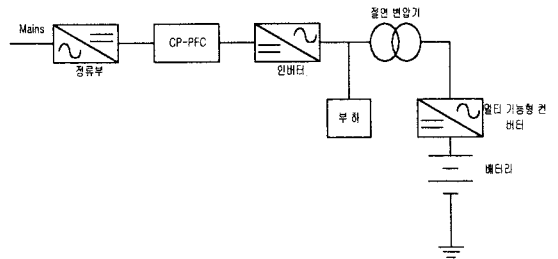 Mains
정류부
CP-PFC
인버터
부하
절연 변압기
멀티 기능형 컨
버터
배터리